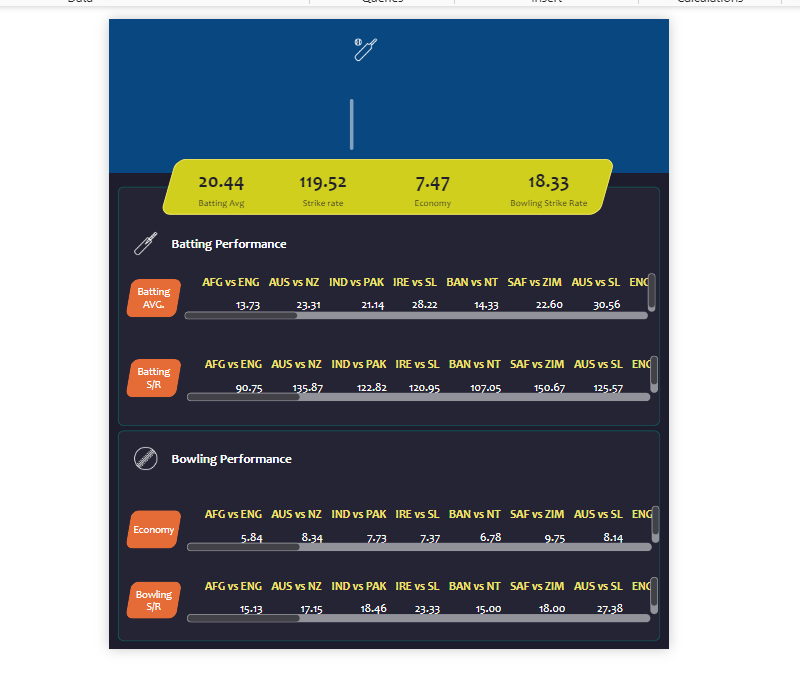 Data Queries Insert Calculations
20.44 119.52 7.47 18.33
Batting Avg Strike rate Economy Bowling Strike Rate
Batting Performance
AFG vs ENG AUS vs NZ IND vs PAK IRE vs SL BAN vs NT SAF vs ZIM AUS vs SL ENG
Batting
AVG.
13.73 23.31 21.14 28.22 14.33 22.60 30.56
AFG vs ENG AUS vs NZ IND vs PAK IRE vs SL BAN vs NT SAF vs ZIM AUS vs SL ENG
Batting
S/R
90.75 135.87 122.82 120.95 107.05 150.67 125.57
Bowling Performance
AFG vs ENG AUS vs NZ IND vs PAK IRE vs SL BAN vs NT SAF vs ZIM AUS vs SL ENG
Economy
5.84 8.34 7.73 7.37 6.78 9.75 8.14
AFG vs ENG AUS vs NZ IND vs PAK IRE vs SL BAN vs NT SAF vs ZIM AUS vs SL ENG
Bowling
S/R
15.13 17.15 18.46 23.33 15.00 18.00 27.38